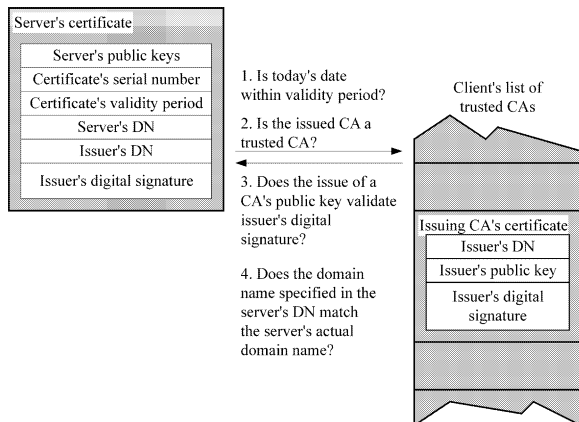 Server's certificate
Server's public keys
Certificate's serial number
Certificate's validity period
Server's DN
Issuer's DN
Issuer's digital signature
1. Is today's date
within validity period?
2. Is the issued CA a
trusted CA?
3. Does the issue of a
CA's public key validate
issuer's digital
signature?
4. Does the domain
name specified in the
server's DN match
the server's actual
domain name?
Client's list of
trusted CAs
Issuing CA's certificate
Issuer's DN
Issuer's public key
Issuer's digital
signature